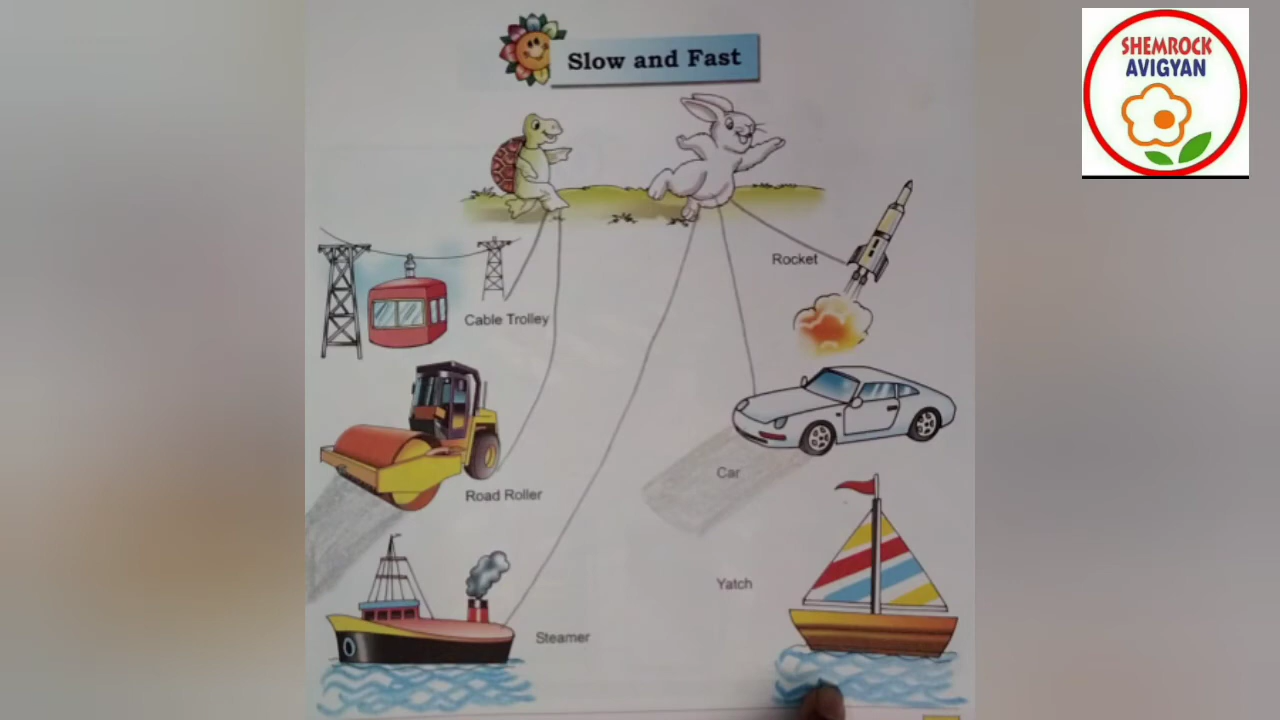 Slow and Fast
SHEMROCK
AVIGYAN
Rocket
Cable Trolley
Car
Road Roller
Yatch
Steamer